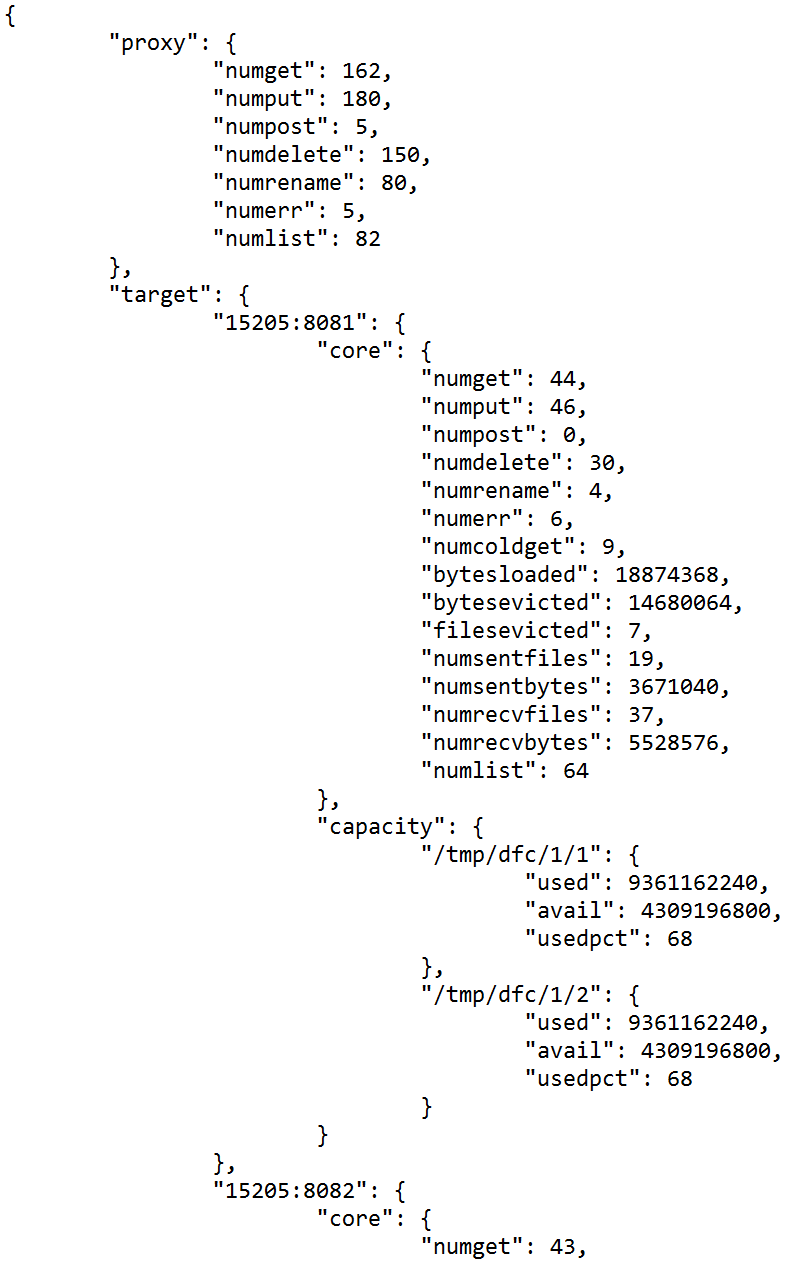 {
"proxy": {
"numget": 162,
"numput": 180,
"numpost": 5,
"numdelete": 150,
"numrename": 80,
"numerr": 5,
"numlist": 82
},
"target": {
"15205:8081": {
"core": {
"numget": 44,
"numput": 46,
"numpost": 0,
"numdelete": 30,
"numrename": 4,
"numerr": 6,
"numcoldget": 9,
"bytesloaded": 18874368,
"bytesevicted": 14680064,
"filesevicted": 7,
"numsentfiles": 19,
"numsentbytes": 3671040,
"numrecvfiles": 37,
"numrecvbytes": 5528576,
"numlist": 64
},
"capacity": {
"/tmp/dfc/1/1": {
"used": 9361162240,
"avail": 4309196800,
"usedpct": 68
},
"/tmp/dfc/1/2": {
"used": 9361162240,
"avail": 4309196800,
"usedpct": 68
}
}
},
"15205:8082": {
"core": {
"numget": 43,